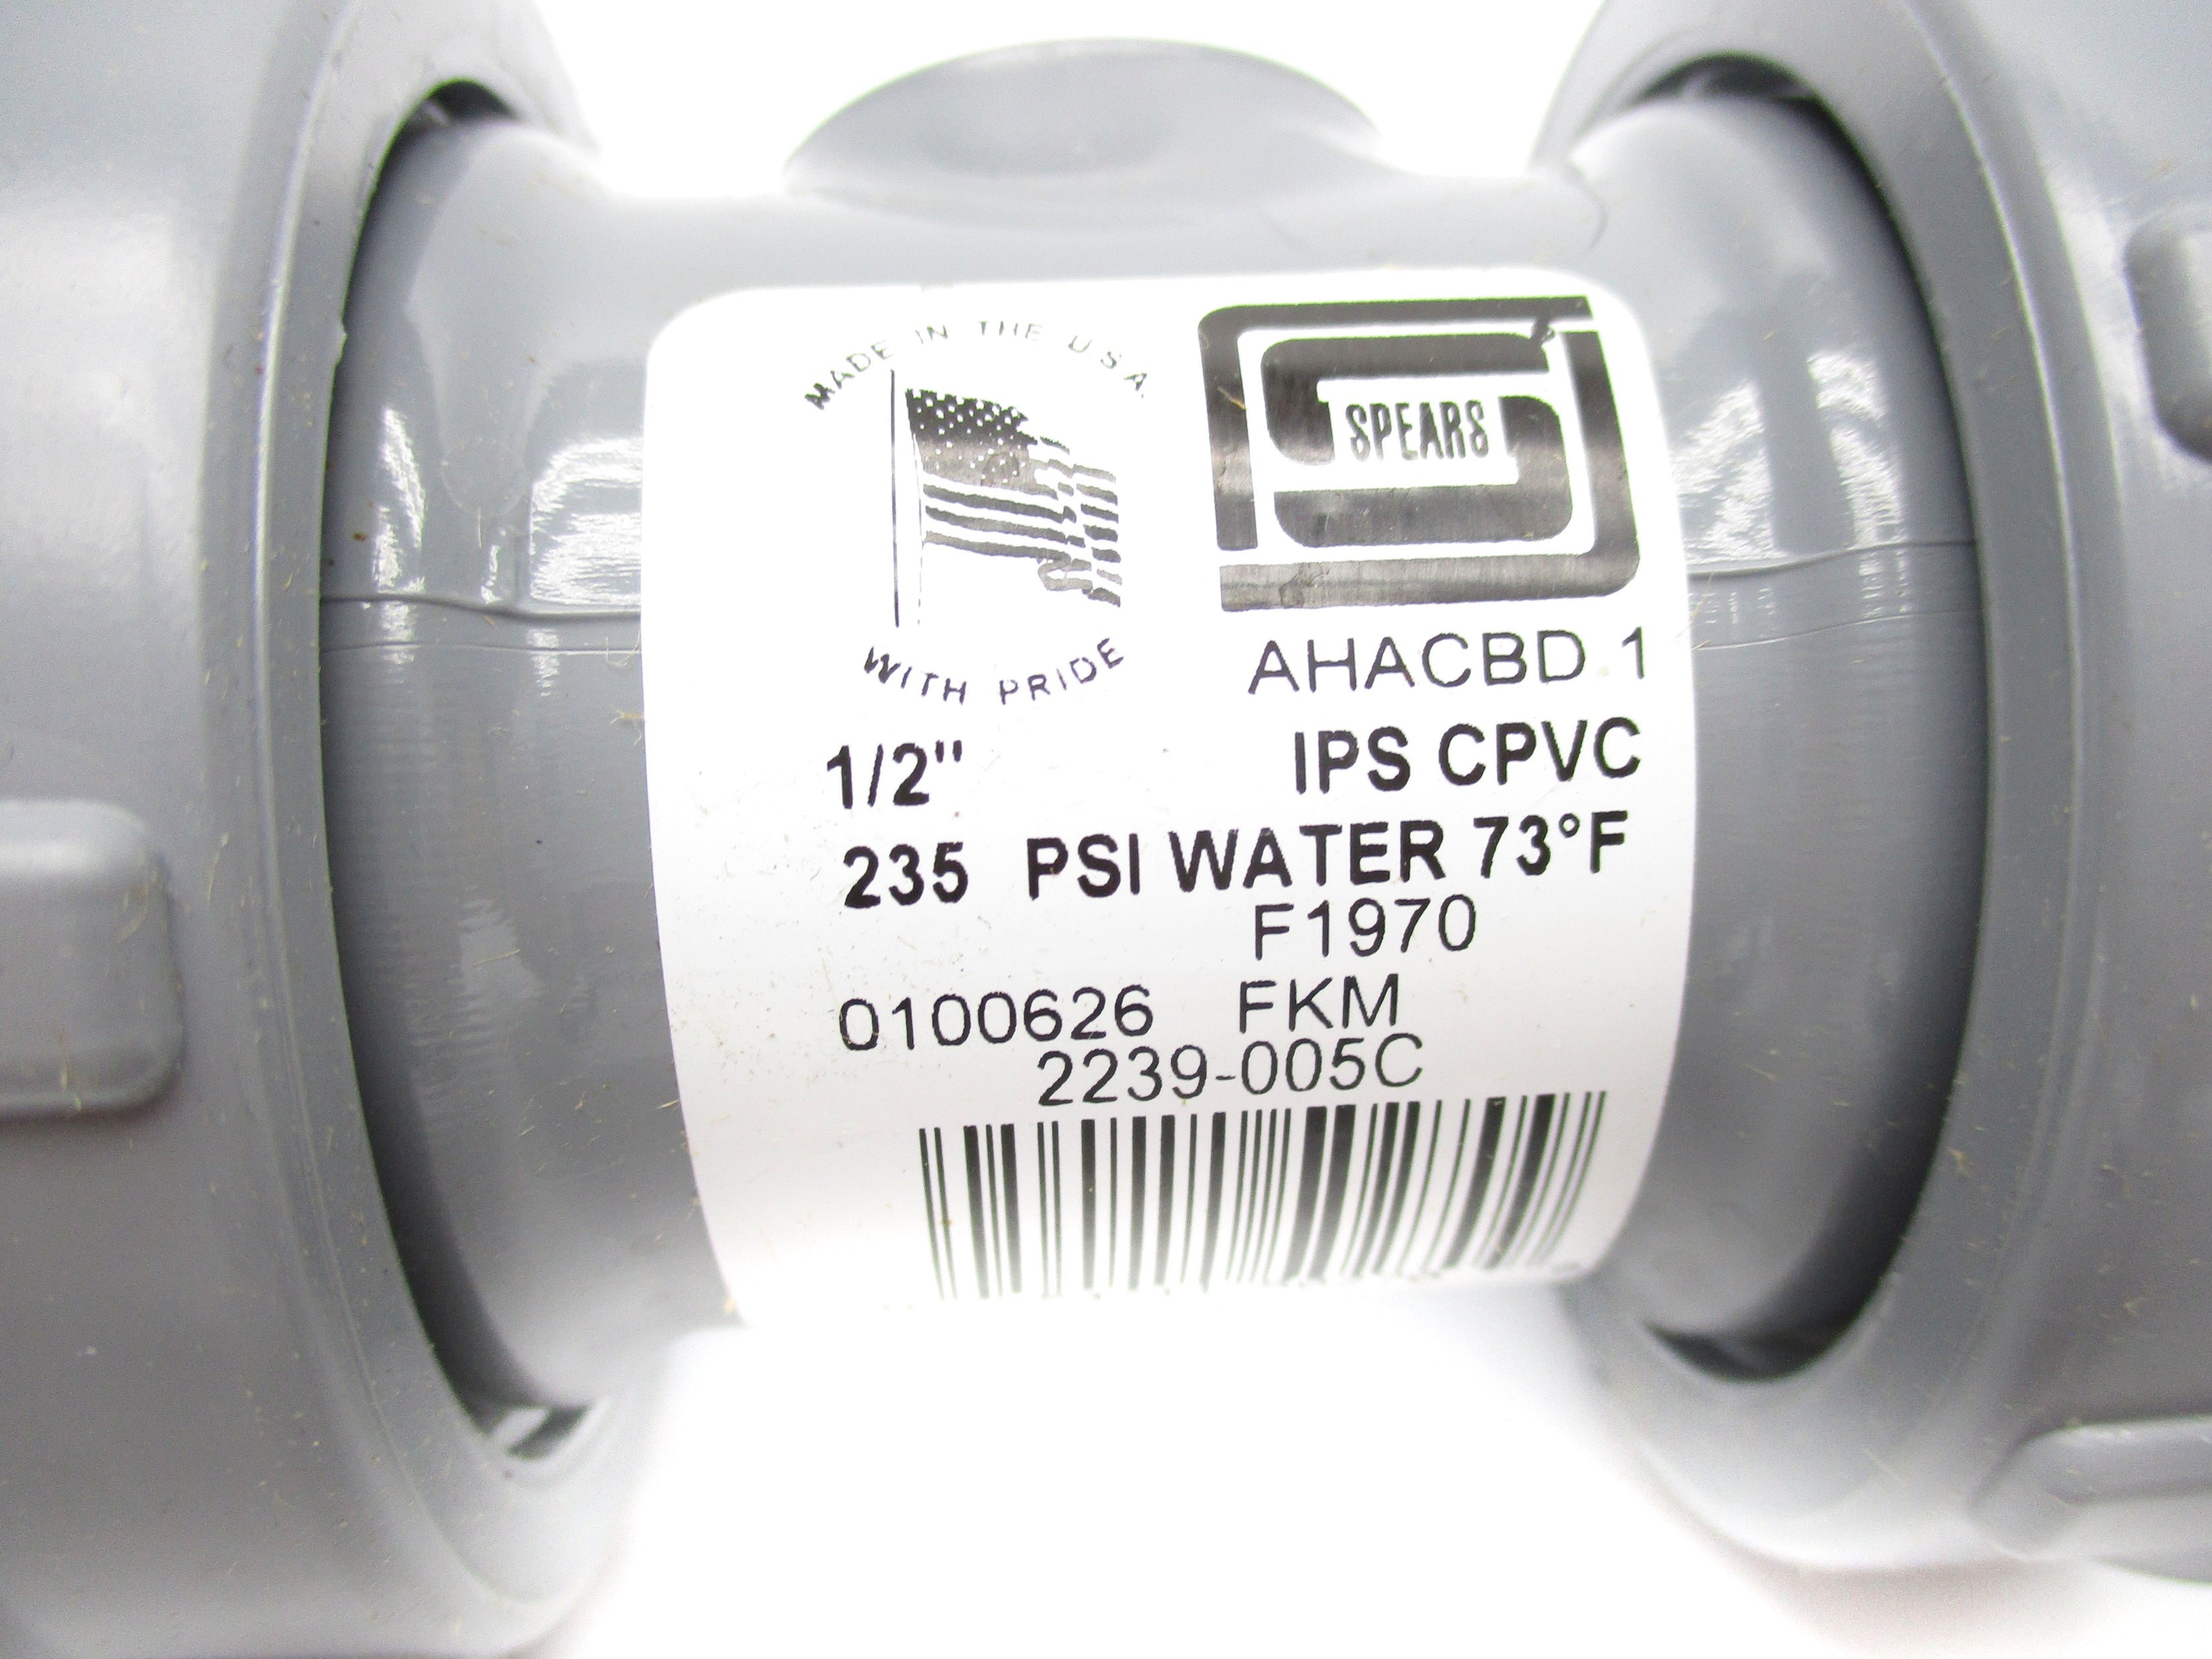 MADE IN THE U.S.A.
SPEARS
WITH PRIDE
AHACBD 1
1/2" IPS CPVC
235 PSI WATER 73°F
F1970
0100626 FKM
2239-005C